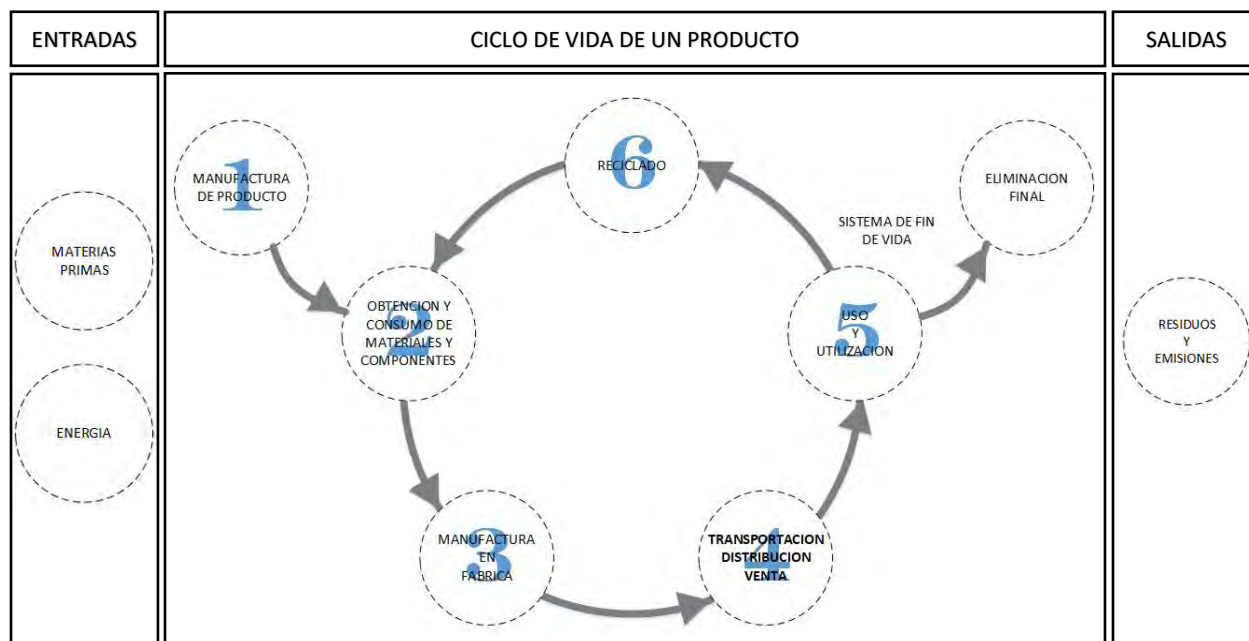 ENTRADAS
CICLO DE VIDA DE UN PRODUCTO
SALIDAS
MATERIAS
PRIMAS
ENERGIA
1
MANUFACTURA
DE PRODUCTO
2
OBTENCION Y
CONSUMO DE
MATERIALES Y
COMPONENTES
3
MANUFACTURA
EN
FABRICA
4
TRANSPORTACION
DISTRIBUCION
VENTA
5
USO
Y
UTILIZACION
6
RECICLADO
SISTEMA DE FIN
DE VIDA
ELIMINACION
FINAL
RESIDUOS
Y
EMISIONES